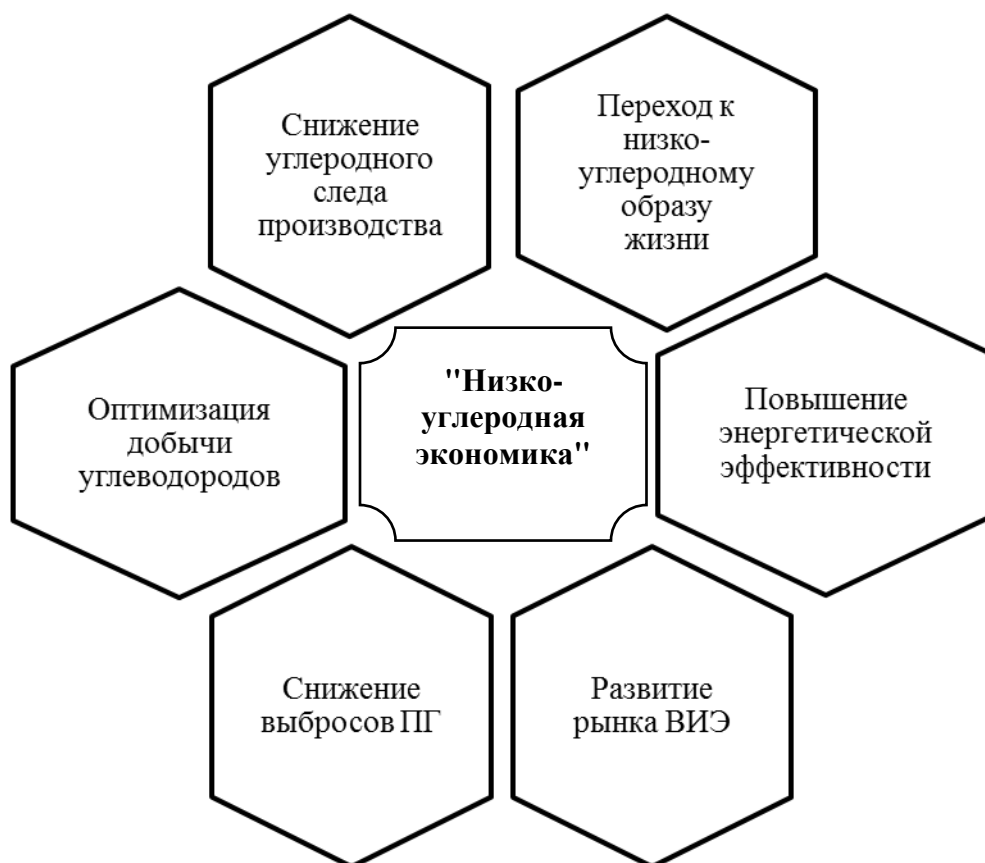 Снижение
углеродного
следа
производства
Переход к
низко-
углеродному
образу
жизни
Оптимизация
добычи
углеводородов
"Низко-
углеродная
экономика"
Повышение
энергетической
эффективности
Снижение
выбросов ПГ
Развитие
рынка ВИЭ